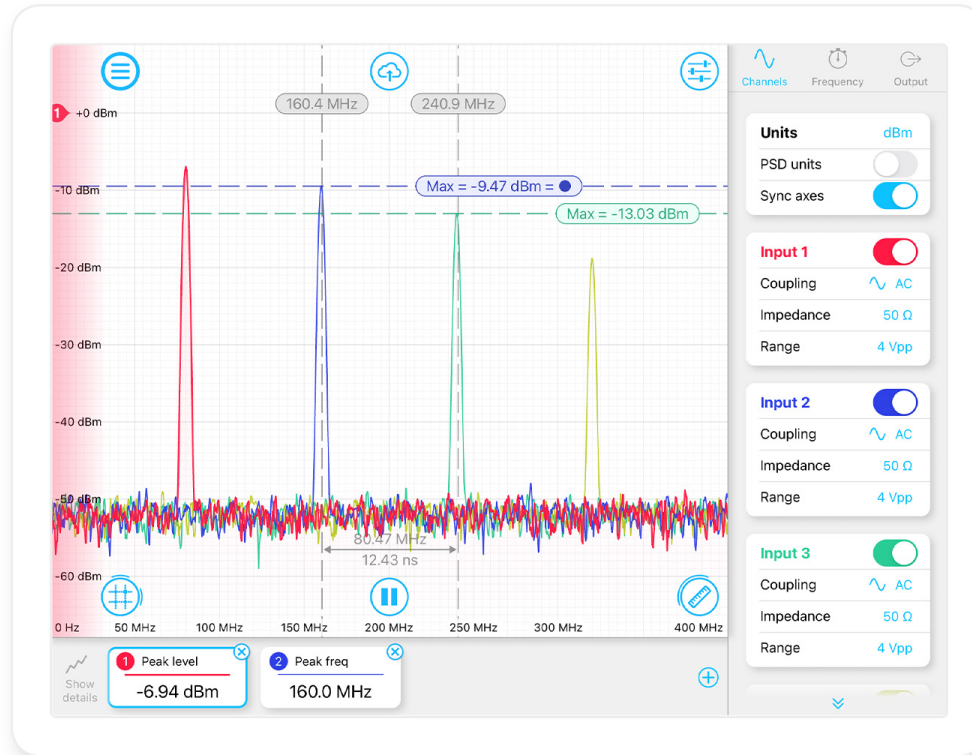 160.4 MHz
240.9 MHz
1
+0 dBm
-10 dBm
Max = -9.47 dBm =
Max = -13.03 dBm
-20 dBm
-30 dBm
-40 dBm
-50 dBm
80.47 MHz
12.43 ns
-60 dBm
0 Hz 50 MHz 100 MHz 150 MHz 200 MHz 250 MHz 300 MHz 400 MHz
Show
details
1 Peak level
-6.94 dBm
2 Peak freq
160.0 MHz
Channels Frequency Output
Units dBm
PSD units
Sync axes
Input 1
Coupling AC
Impedance 50 Ω
Range 4 Vpp
Input 2
Coupling AC
Impedance 50 Ω
Range 4 Vpp
Input 3
Coupling AC
Impedance 50 Ω
Range 4 Vpp